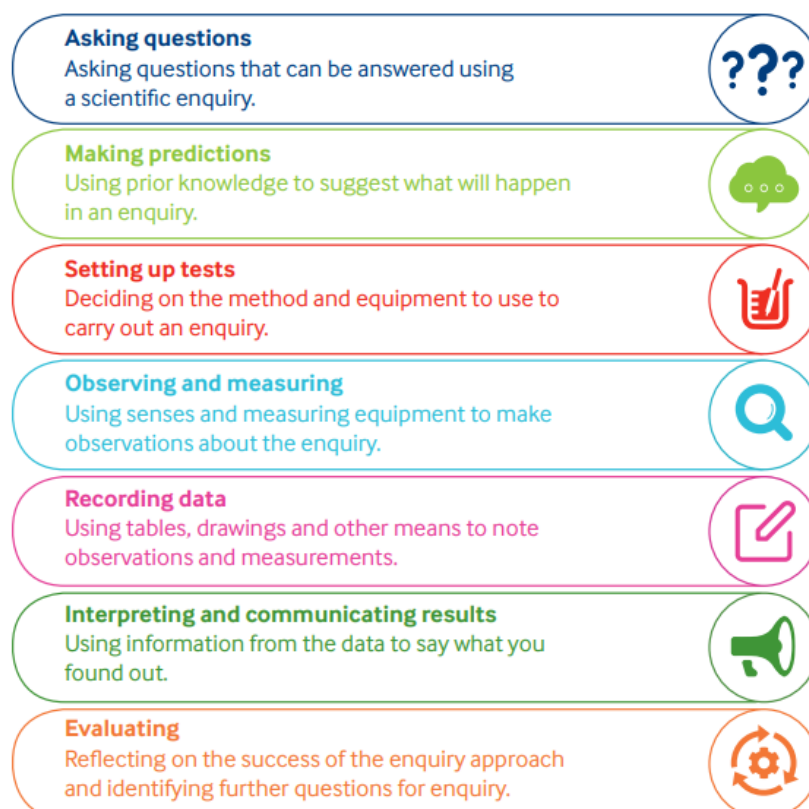 Asking questions
Asking questions that can be answered using
a scientific enquiry.
???
Making predictions
Using prior knowledge to suggest what will happen
in an enquiry.
Setting up tests
Deciding on the method and equipment to use to
carry out an enquiry.
Observing and measuring
Using senses and measuring equipment to make
observations about the enquiry.
Recording data
Using tables, drawings and other means to note
observations and measurements.
Interpreting and communicating results
Using information from the data to say what you
found out.
Evaluating
Reflecting on the success of the enquiry approach
and identifying further questions for enquiry.